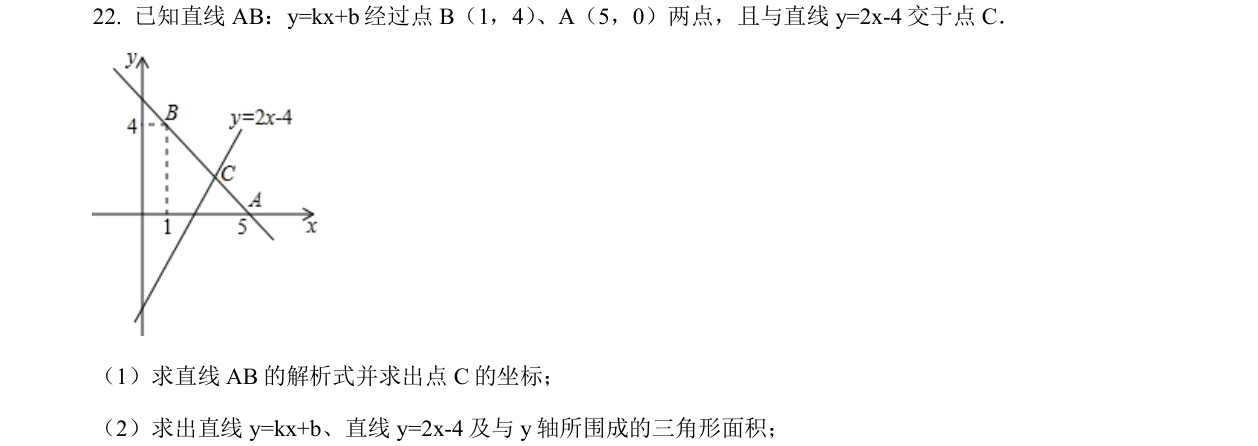 22. 已知直线 AB：y=kx+b 经过点 B（1，4）、A（5，0）两点，且与直线 y=2x-4 交于点 C．
y
B
y=2x-4
4
C
A
1
5
x
（1）求直线 AB 的解析式并求出点 C 的坐标；
（2）求出直线 y=kx+b、直线 y=2x-4 及与 y 轴所围成的三角形面积；